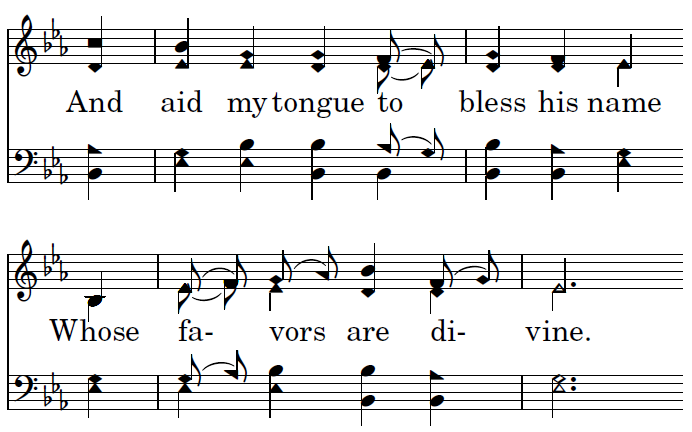 And aid my tongue to bless his name
Whose fa- vors are di- vine.